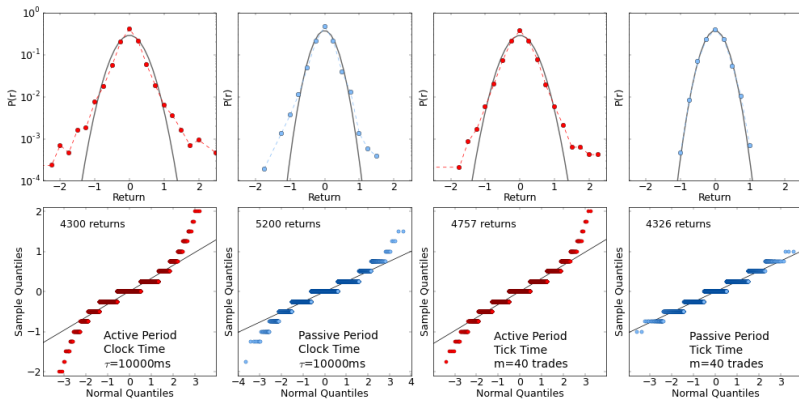 10^0
10^-1
10^-2
10^-3
10^-4
P(r)
-2 -1 0 1 2
Return
P(r)
-2 -1 0 1 2
Return
P(r)
-2 -1 0 1 2
Return
P(r)
-2 -1 0 1 2
Return
2
1
0
−1
−2
Sample Quantiles
4300 returns
Active Period
Clock Time
τ=10000ms
-3 -2 -1 0 1 2 3
Normal Quantiles
Sample Quantiles
5200 returns
Passive Period
Clock Time
τ=10000ms
-4 -3 -2 -1 0 1 2 3 4
Normal Quantiles
Sample Quantiles
4757 returns
Active Period
Tick Time
m=40 trades
-3 -2 -1 0 1 2 3
Normal Quantiles
Sample Quantiles
4326 returns
Passive Period
Tick Time
m=40 trades
-3 -2 -1 0 1 2 3
Normal Quantiles